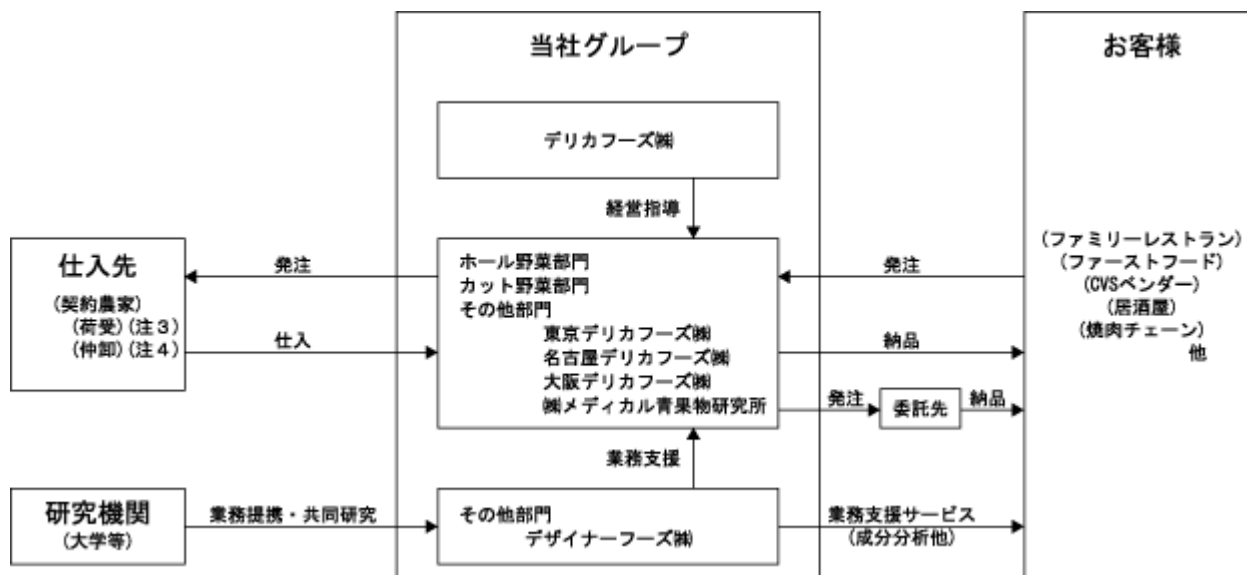 当社グループ
お客様
デリカフーズ㈱
経営指導
仕入先
(契約農家)
(荷受)(注３)
(仲卸)(注４)
発注
仕入
ホール野菜部門
カット野菜部門
その他部門
東京デリカフーズ㈱
名古屋デリカフーズ㈱
大阪デリカフーズ㈱
㈱メディカル青果物研究所
発注
納品
発注
委託先
納品
(ファミリーレストラン)
(ファーストフード)
(CVSベンダー)
(居酒屋)
(焼肉チェーン)
他
業務支援
研究機関
(大学等)
業務提携・共同研究
その他部門
デザイナーフーズ㈱
業務支援サービス
(成分分析他)